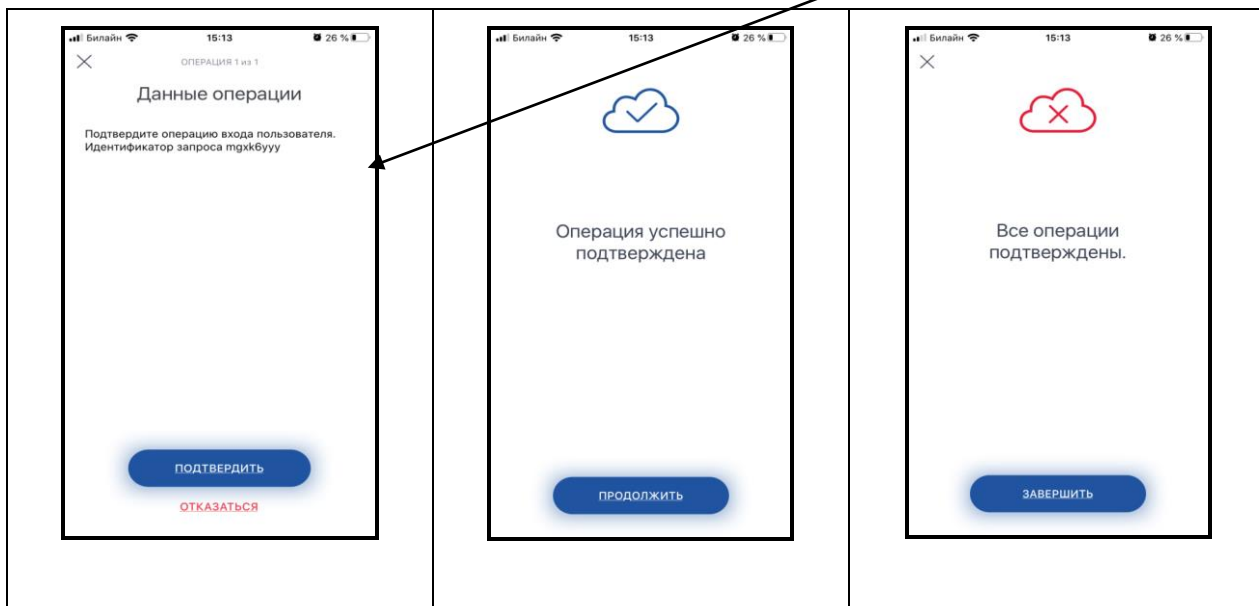 Билайн 15:13 26 %
ОПЕРАЦИЯ 1 из 1
Данные операции
Подтвердите операцию входа пользователя.
Идентификатор запроса mgxk6yyy
ПОДТВЕРДИТЬ
ОТКАЗАТЬСЯ
Билайн 15:13 26 %
Операция успешно
подтверждена
ПРОДОЛЖИТЬ
Билайн 15:13 26 %
Все операции
подтверждены.
ЗАВЕРШИТЬ